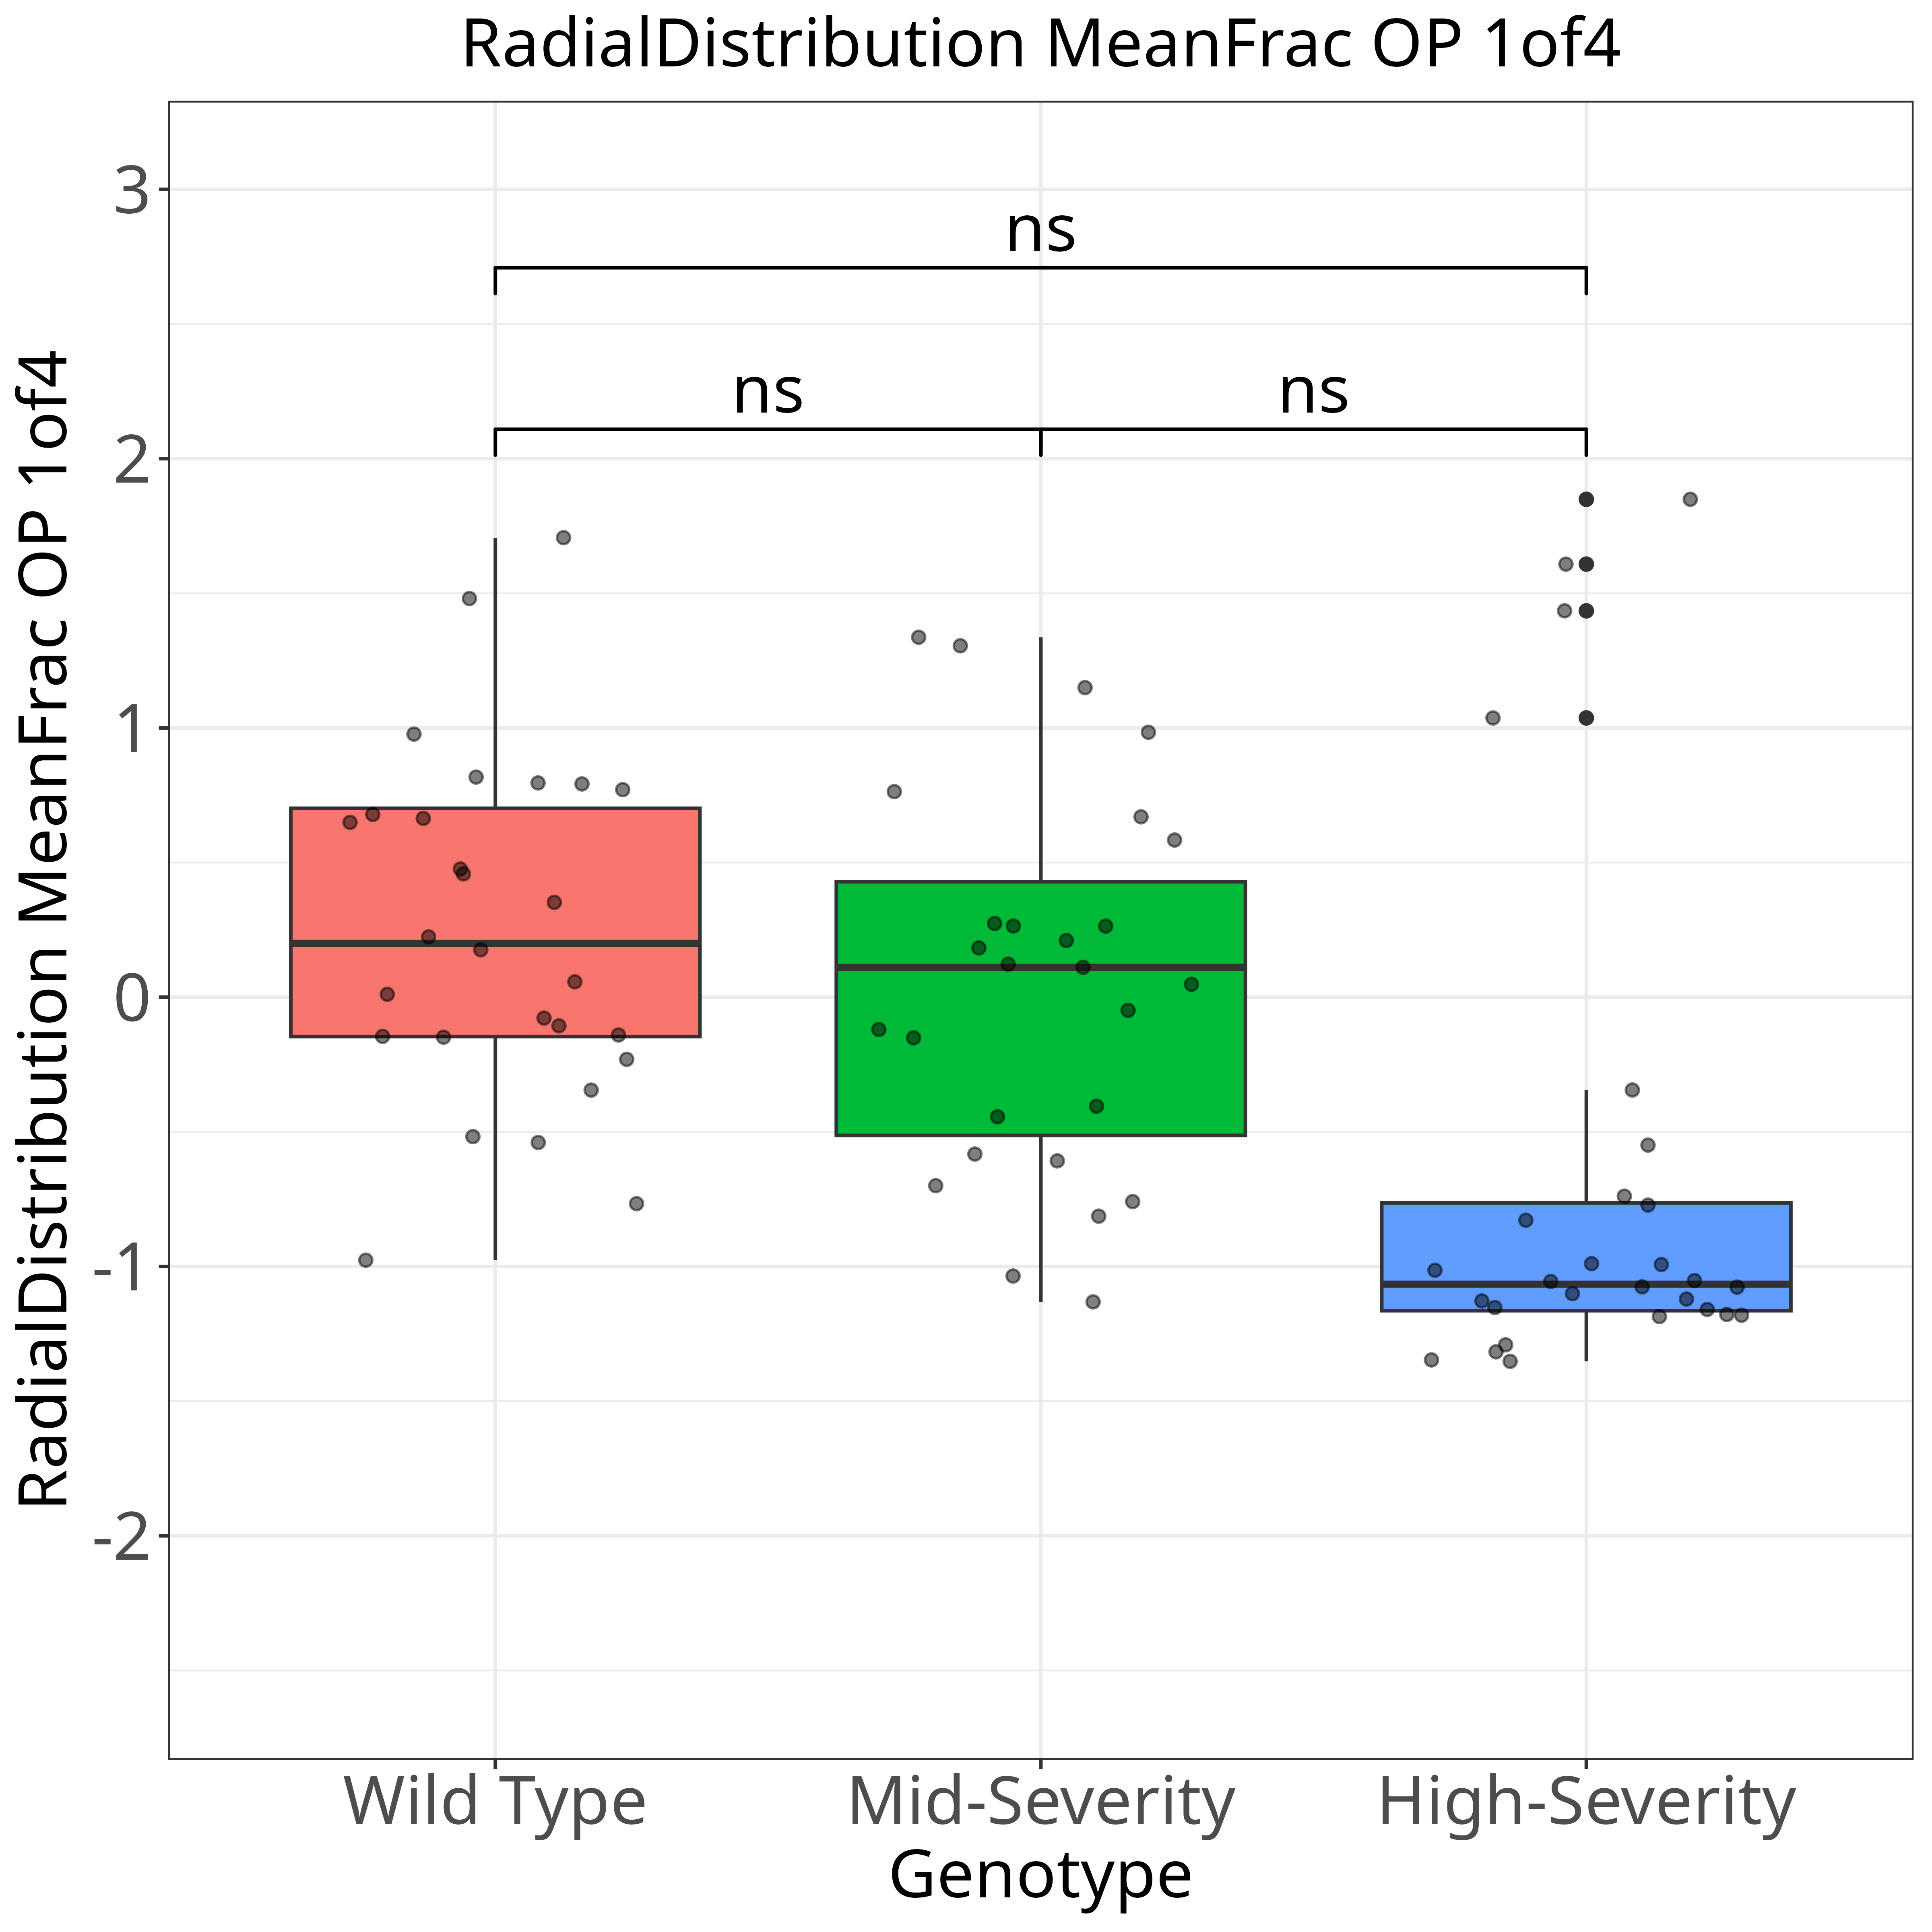 RadialDistribution MeanFrac OP 1of4
RadialDistribution MeanFrac OP 1of4
3
2
1
0
-1
-2
ns
ns
ns
Wild Type
Mid-Severity
High-Severity
Genotype